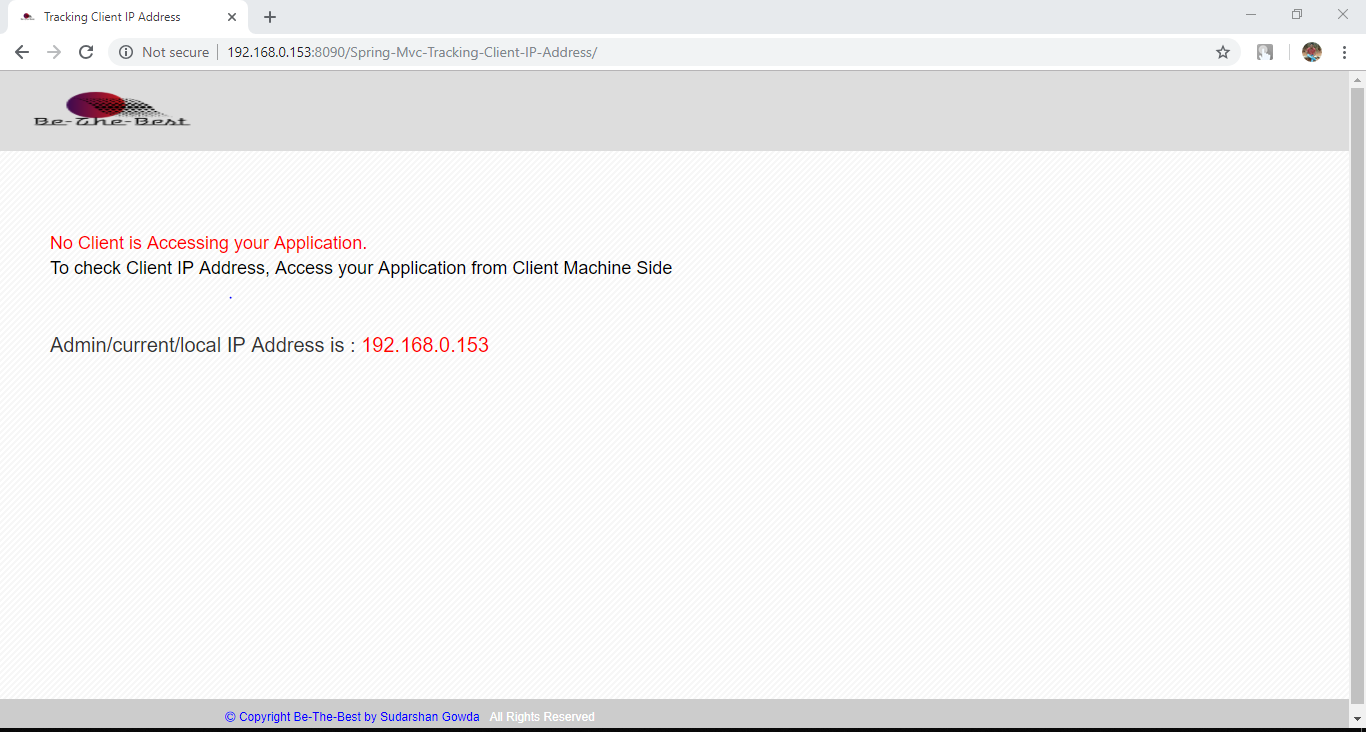 Tracking Client IP Address
Not secure
192.168.0.153:8090/Spring-Mvc-Tracking-Client-IP-Address/
Be-The-Best
No Client is Accessing your Application.
To check Client IP Address, Access your Application from Client Machine Side
.
Admin/current/local IP Address is : 192.168.0.153
© Copyright Be-The-Best by Sudarshan Gowda All Rights Reserved